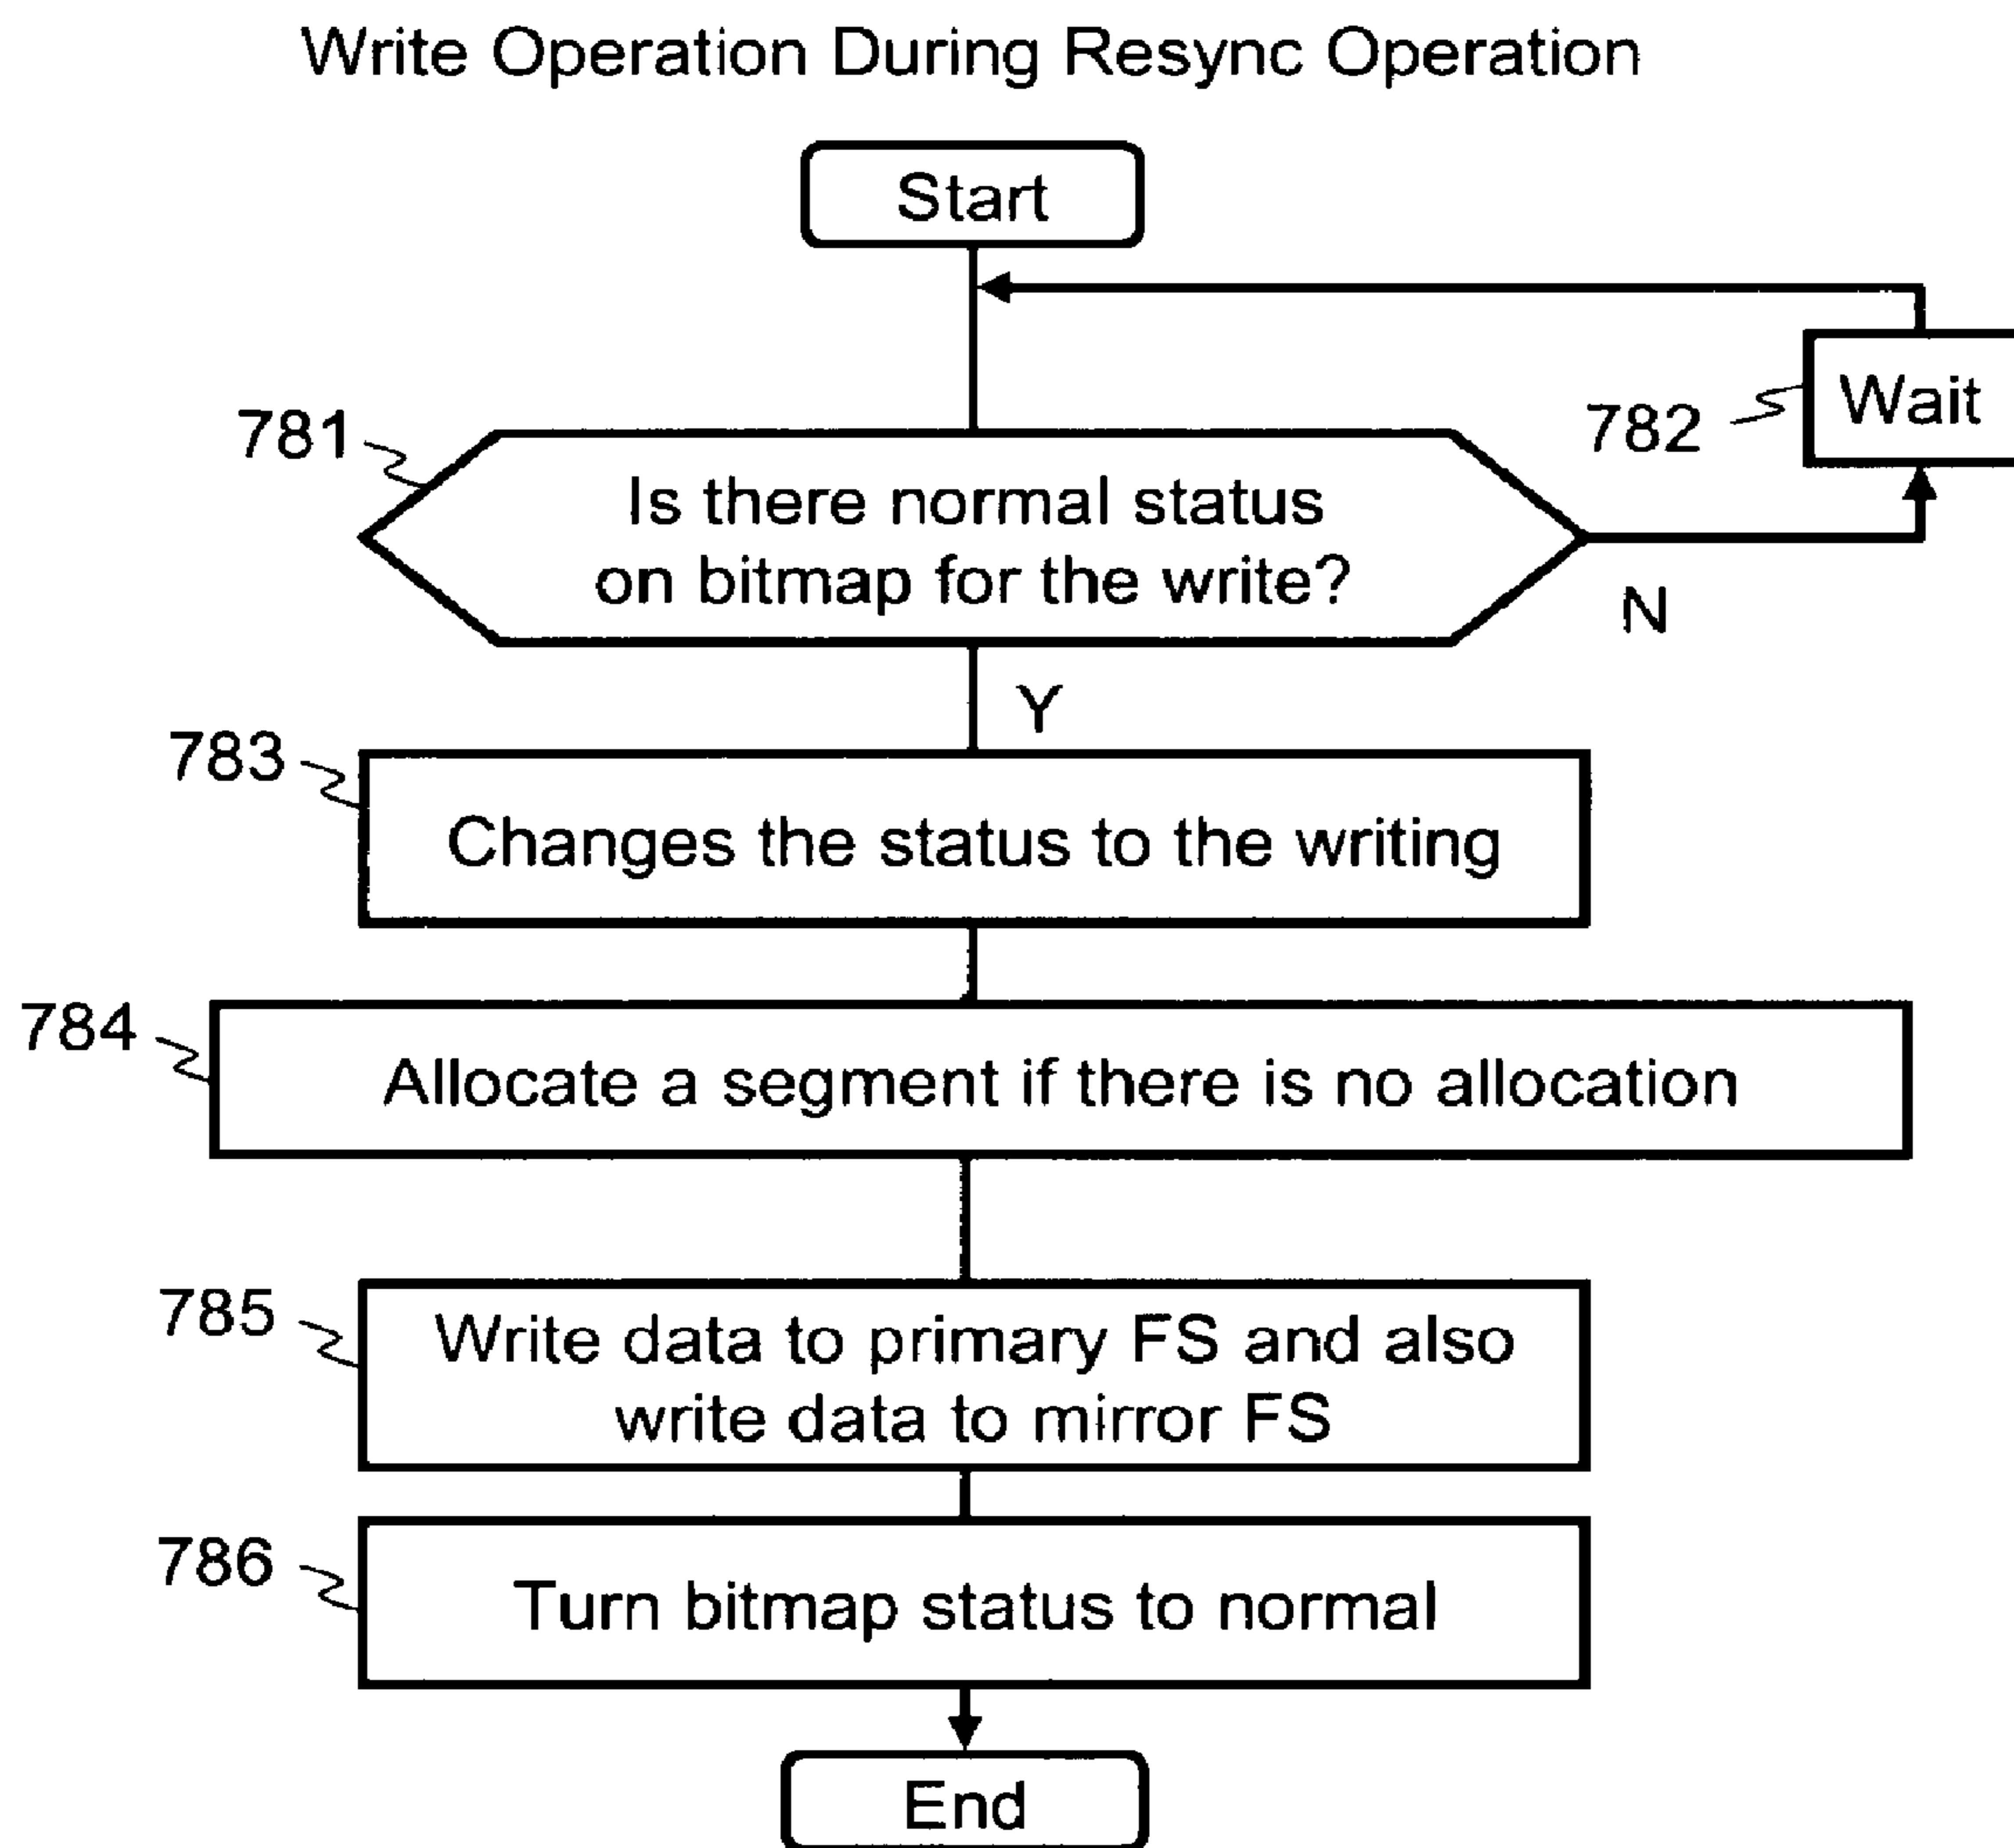 Write Operation During Resync Operation
Start
781
Is there normal status
on bitmap for the write?
782
Wait
N
Y
783
Changes the status to the writing
784
Allocate a segment if there is no allocation
785
Write data to primary FS and also
write data to mirror FS
786
Turn bitmap status to normal
End